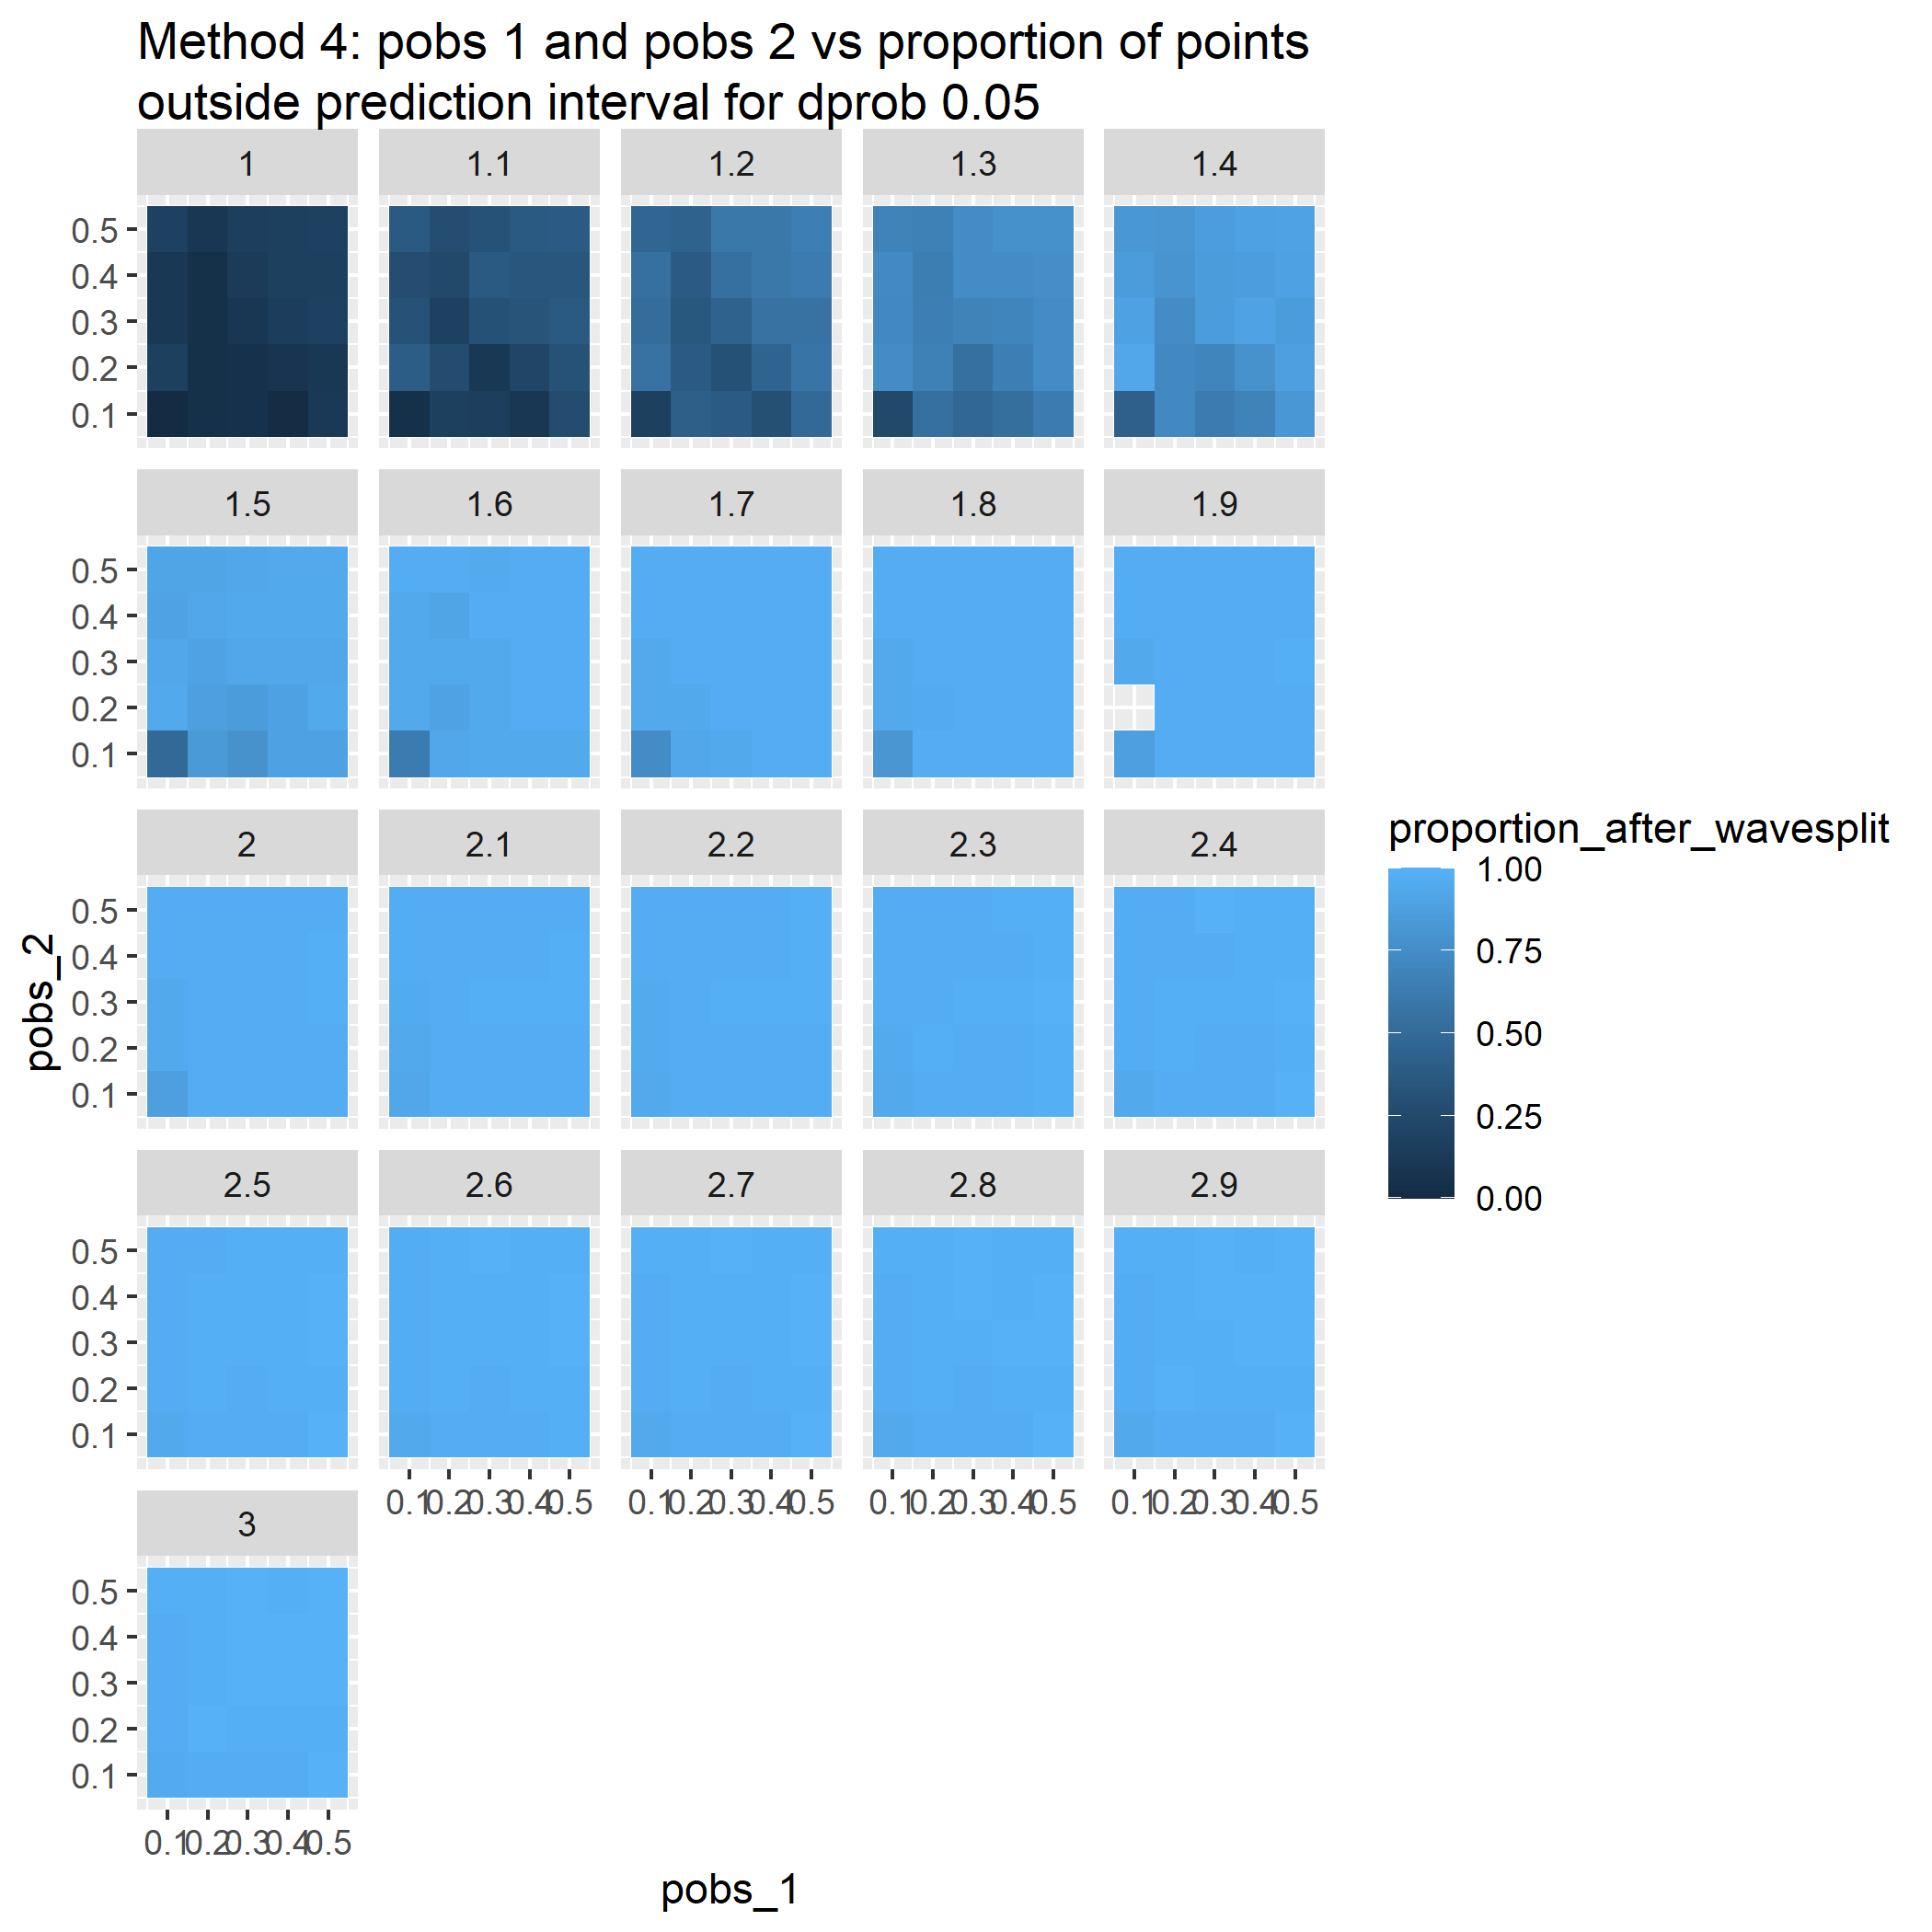 Method 4: pobs 1 and pobs 2 vs proportion of points
outside prediction interval for dprob 0.05
1 1.1 1.2 1.3 1.4
0.5
0.4
0.3
0.2
0.1
1.5 1.6 1.7 1.8 1.9
0.5
0.4
0.3
0.2
0.1
2 2.1 2.2 2.3 2.4
0.5
0.4
0.3
0.2
0.1
pobs_2
2.5 2.6 2.7 2.8 2.9
0.5
0.4
0.3
0.2
0.1
0.1 0.2 0.3 0.4 0.5 0.1 0.2 0.3 0.4 0.5 0.1 0.2 0.3 0.4 0.5 0.1 0.2 0.3 0.4 0.5
3
0.5
0.4
0.3
0.2
0.1
0.1 0.2 0.3 0.4 0.5
pobs_1
proportion_after_wavesplit
1.00
0.75
0.50
0.25
0.00